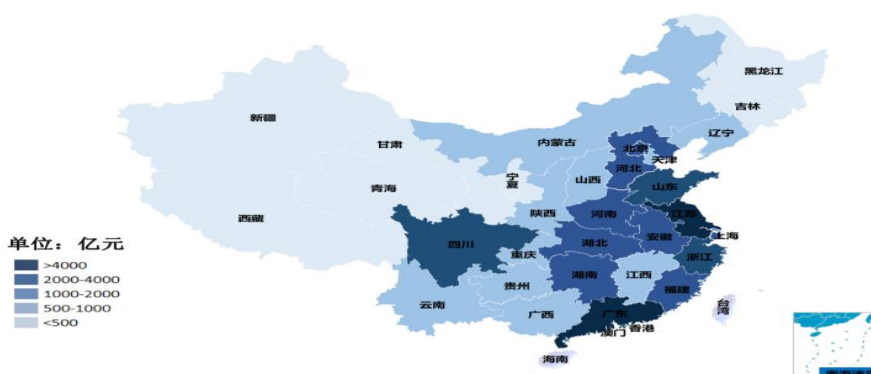 黑龙江
吉林
新疆
辽宁
内蒙古
甘肃
北京
天津
河北
宁夏
山西
青海
山东
陕西
河南
江苏
西藏
单位：亿元
四川
安徽
上海
湖北
重庆
浙江
>4000
2000-4000
1000-2000
500-1000
<500
湖南
江西
贵州
福建
云南
台湾
广西
广东
香港
澳门
海南